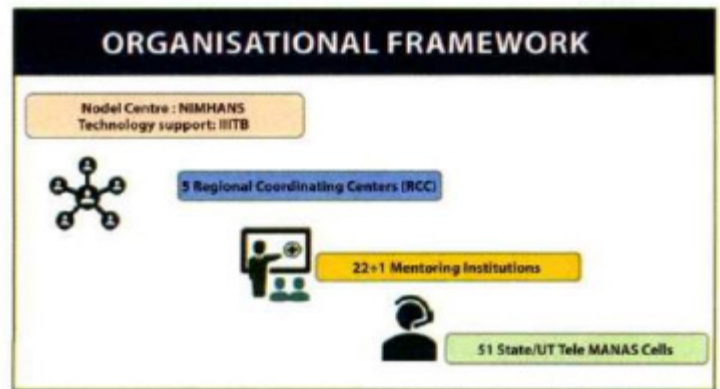 ORGANISATIONAL FRAMEWORK
Nodel Centre : NIMHANS
Technology support: IIITB
5 Regional Coordinating Centers (RCC)
22+1 Mentoring Institutions
51 State/UT Tele MANAS Cells